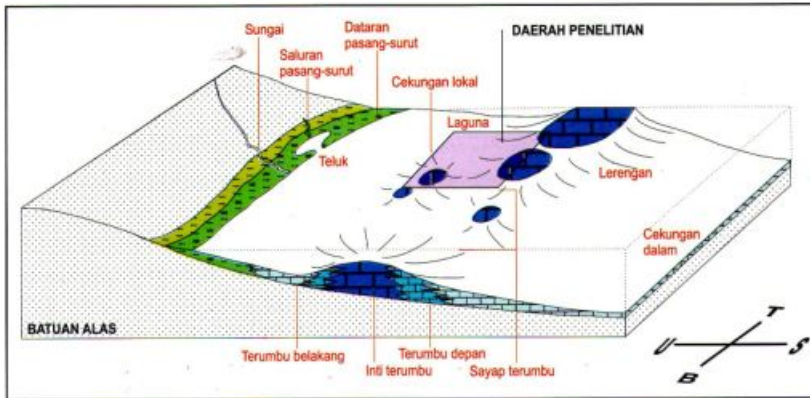 Sungai
Saluran
pasang-surut
Dataran
pasang-surut
DAERAH PENELITIAN
Cekungan lokal
Laguna
Teluk
Lerengan
Cekungan
dalam
BATUAN ALAS
Terumbu belakang
Inti terumbu
Terumbu depan
Sayap terumbu
U
T
S
B